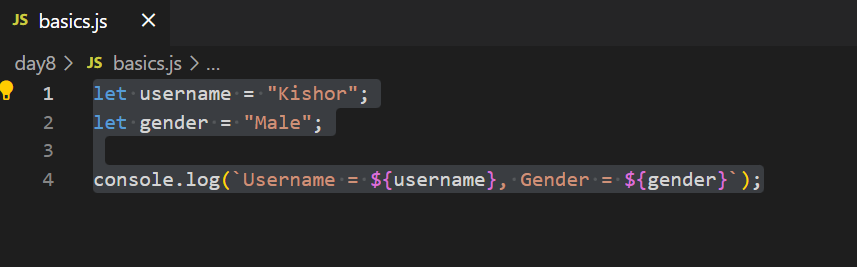 JS basics.js ×
day8 > JS basics.js > ...
1 let username = "Kishor";
2 let gender = "Male";
3
4 console.log(`Username = ${username}, Gender = ${gender}`);